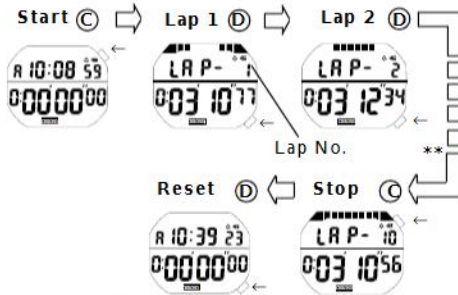 Start C Lap 1 D Lap 2 D
A 10:08 59
0:00'00"00
LAP- 1
0:03'10"77
LAP- 2
0:03'12"34
Lap No.
**
Reset D Stop C
A 10:39 23
0:00'00"00
LAP- 10
0:03'10"56